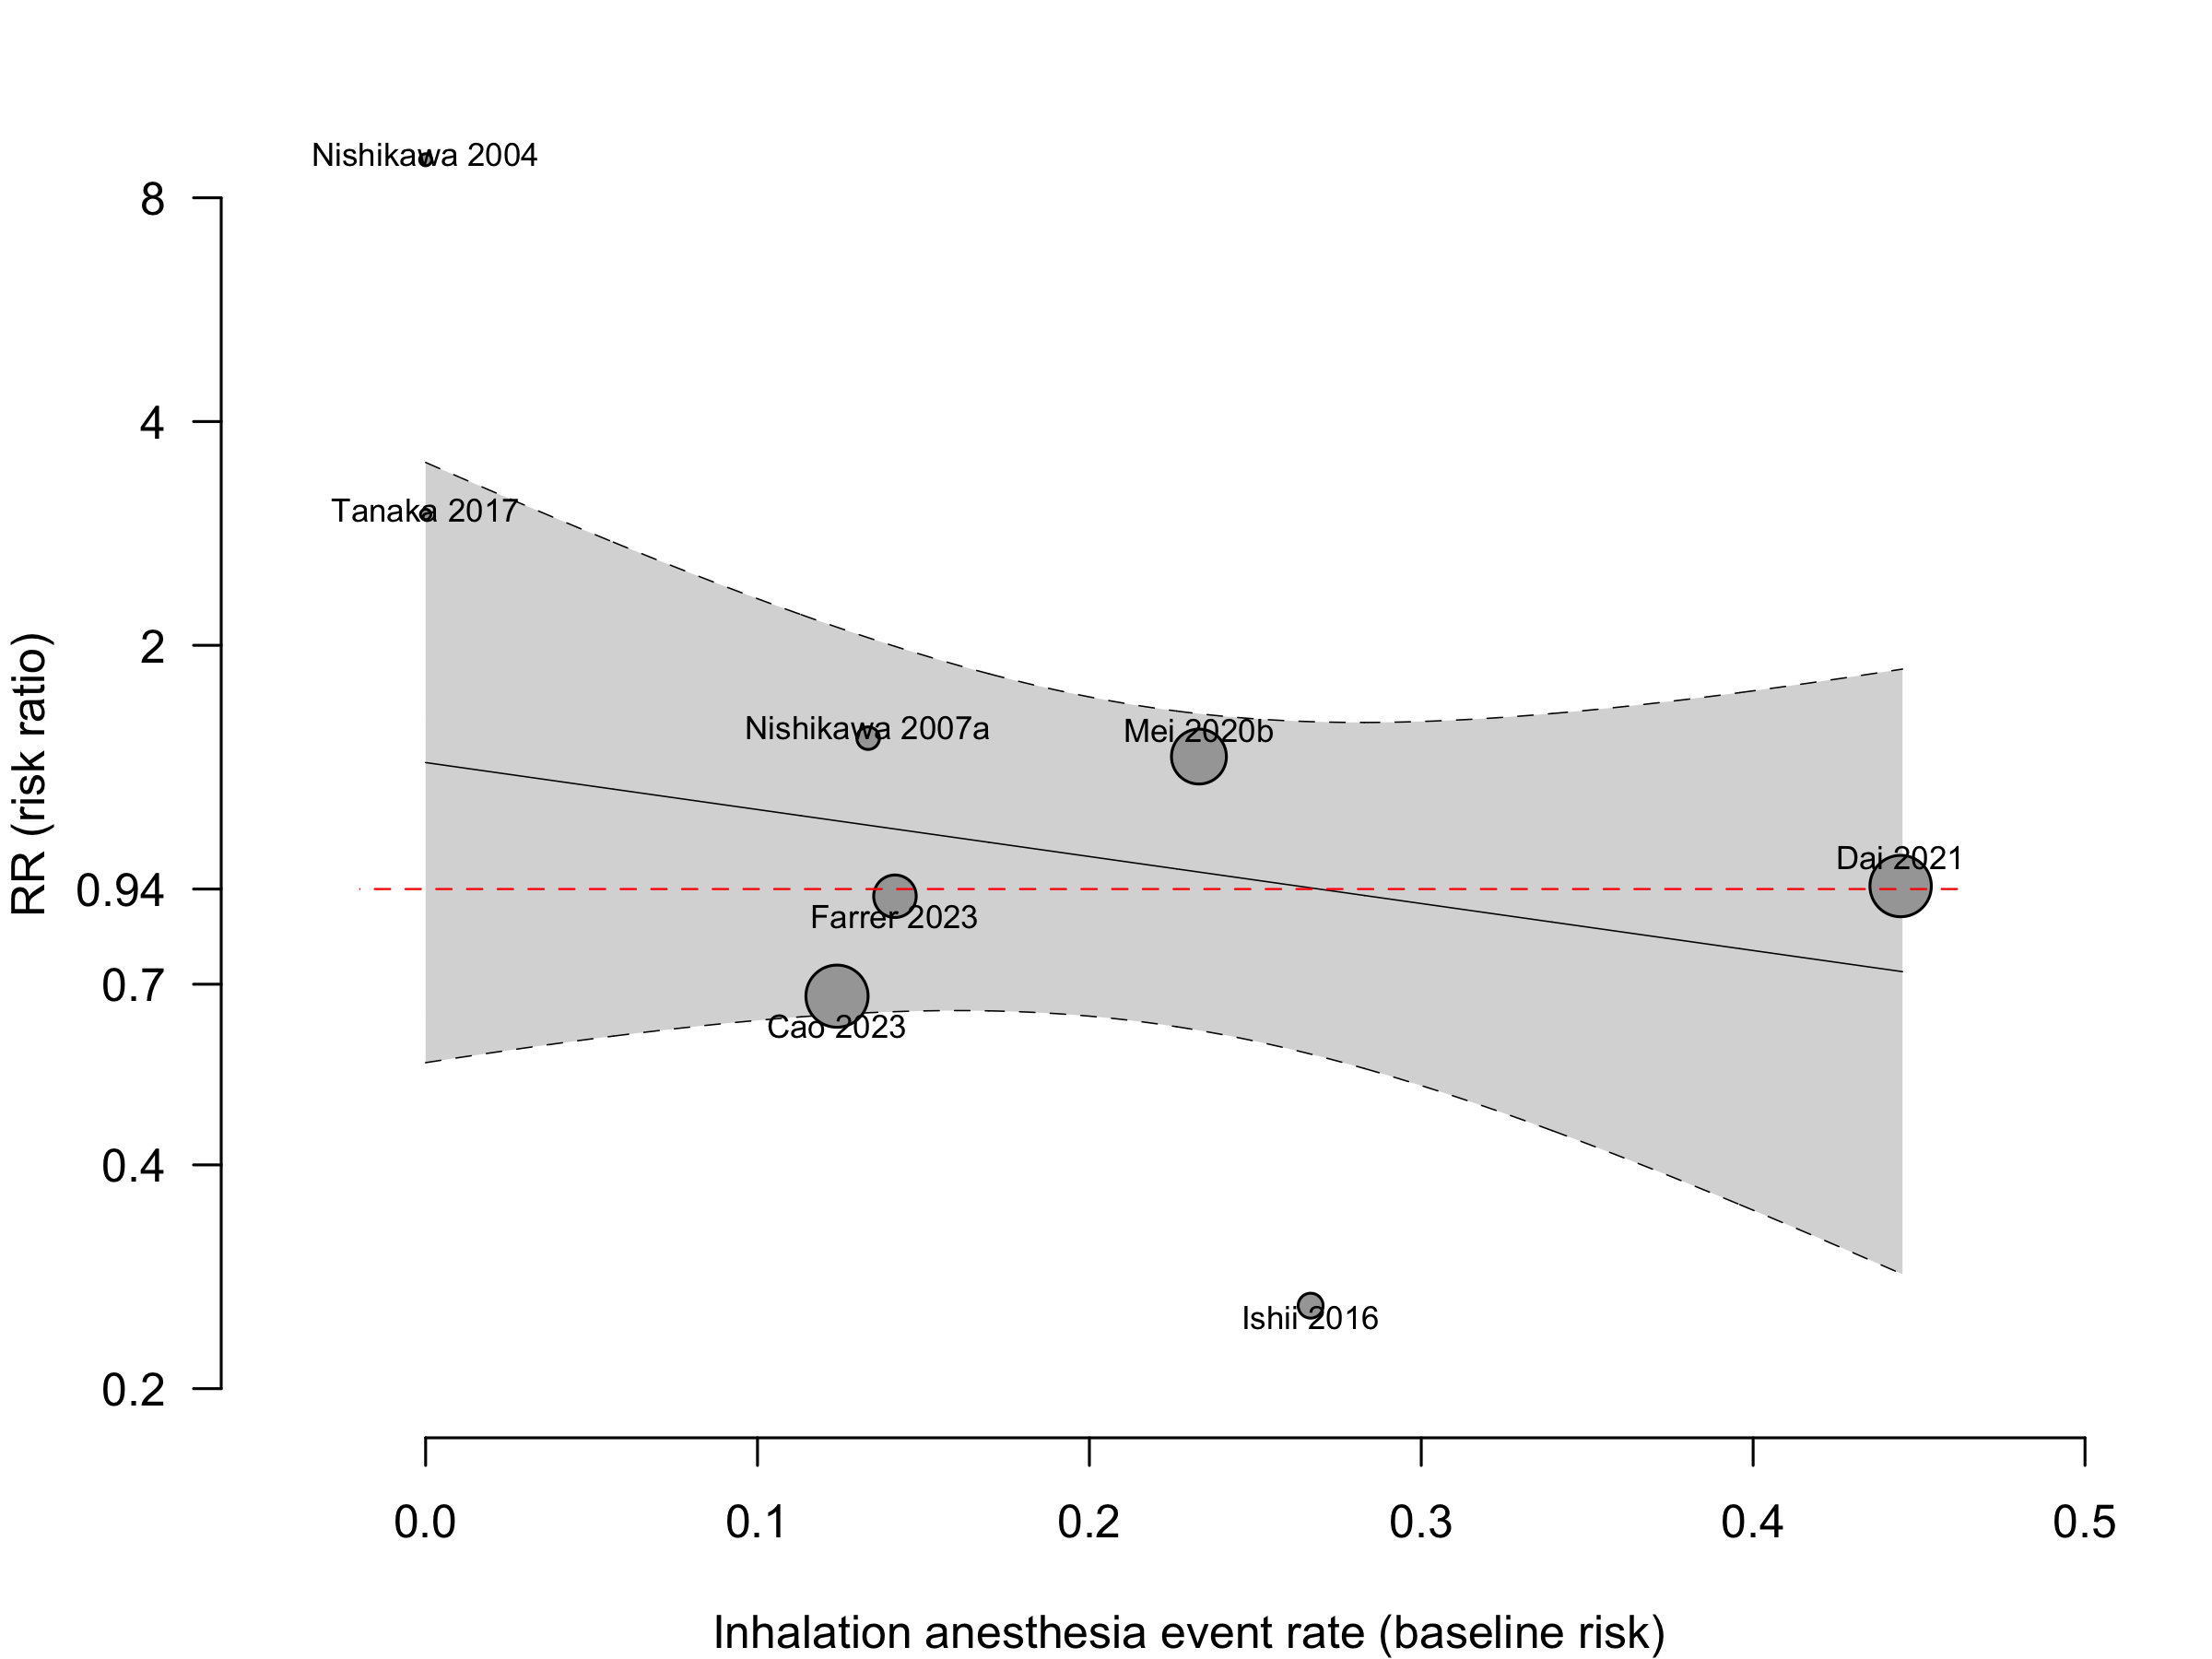 Nishikawa 2004
8
4
Tanaka 2017
2
Nishikawa 2007a
Mei 2020b
RR (risk ratio)
Dai 2021
0.94
Farrer 2023
0.7
Cao 2023
0.4
Ishii 2016
0.2
0.0 0.1 0.2 0.3 0.4 0.5
Inhalation anesthesia event rate (baseline risk)